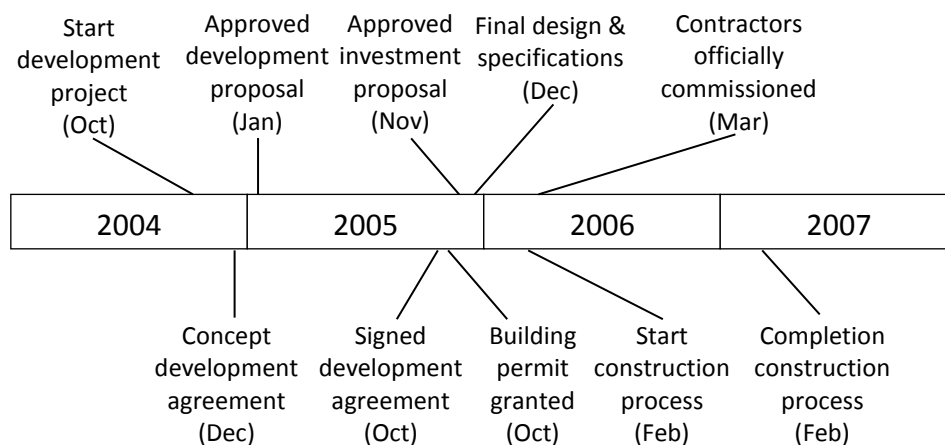 Start
development
project
(Oct)
Approved
development
proposal
(Jan)
Approved
investment
proposal
(Nov)
Final design &
specifications
(Dec)
Contractors
officially
commissioned
(Mar)
2004
2005
2006
2007
Concept
development
agreement
(Dec)
Signed
development
agreement
(Oct)
Building
permit
granted
(Oct)
Start
construction
process
(Feb)
Completion
construction
process
(Feb)